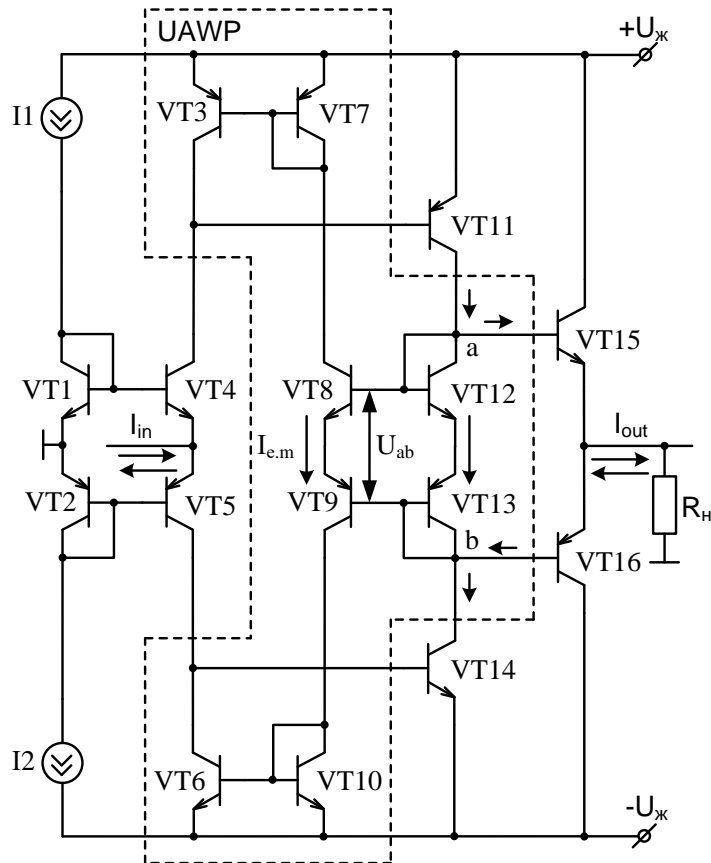 UAWP
+Uж
I1
VT3
VT7
VT11
VT15
a
VT1
VT4
VT8
VT12
Iin
Ie.m
Uab
Iout
VT2
VT5
VT9
VT13
Rн
b
VT16
VT14
I2
VT6
VT10
-Uж